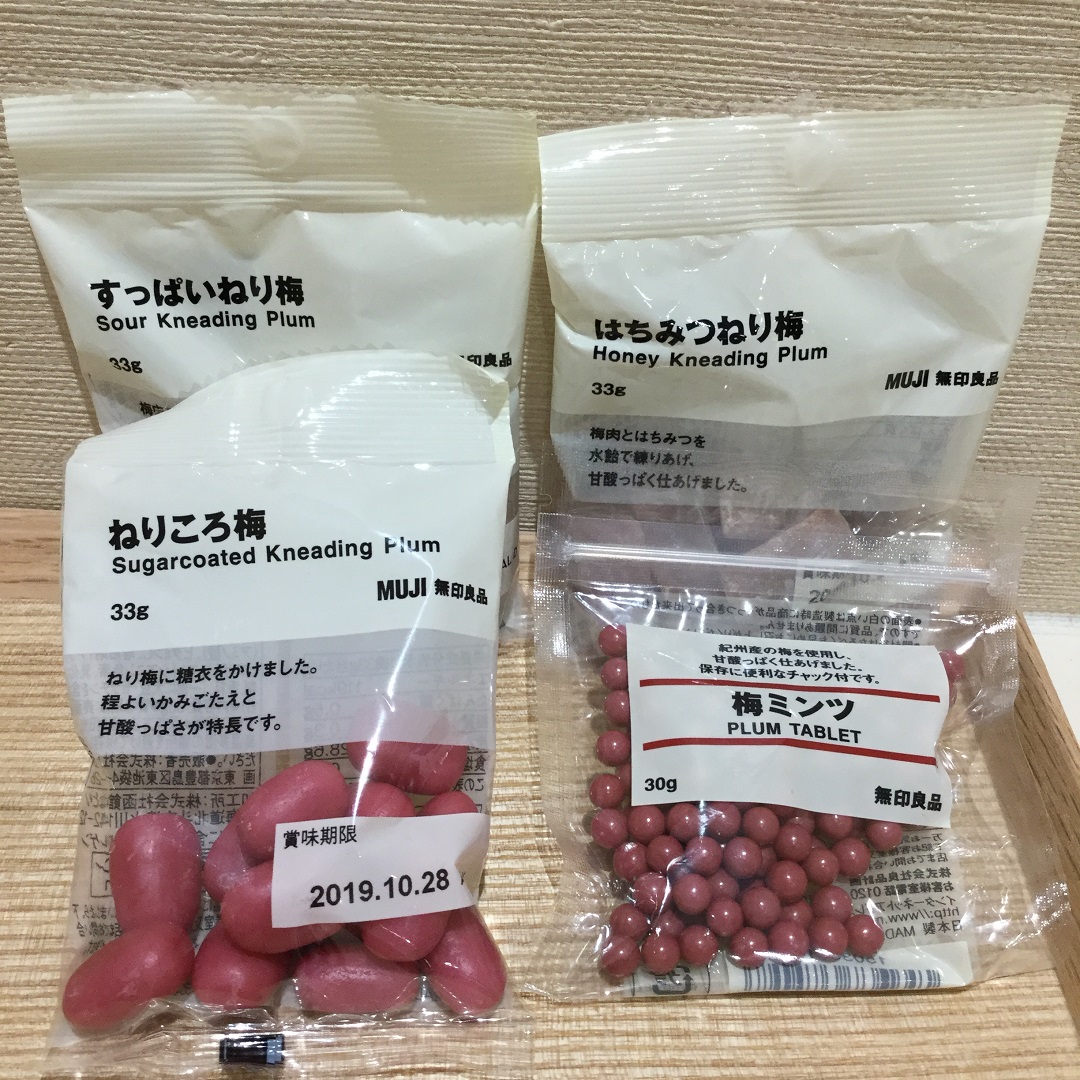 すっぱいねり梅
Sour Kneading Plum
33g
印良品
はちみつねり梅
Honey Kneading Plum
33g
MUJI 無印良品
梅肉とはちみつを
水飴で練りあげ、
甘酸っぱく仕あげました。
ねりころ梅
Sugarcoated Kneading Plum
33g
MUJI 無印良品
ねり梅に糖衣をかけました。
程よいかみごたえと
甘酸っぱさが特長です。
賞味期限
2019.10.28
紀州産の梅を使用し、
甘酸っぱく仕あげました。
保存に便利なチャック付です。
梅ミンツ
PLUM TABLET
30g
無印良品